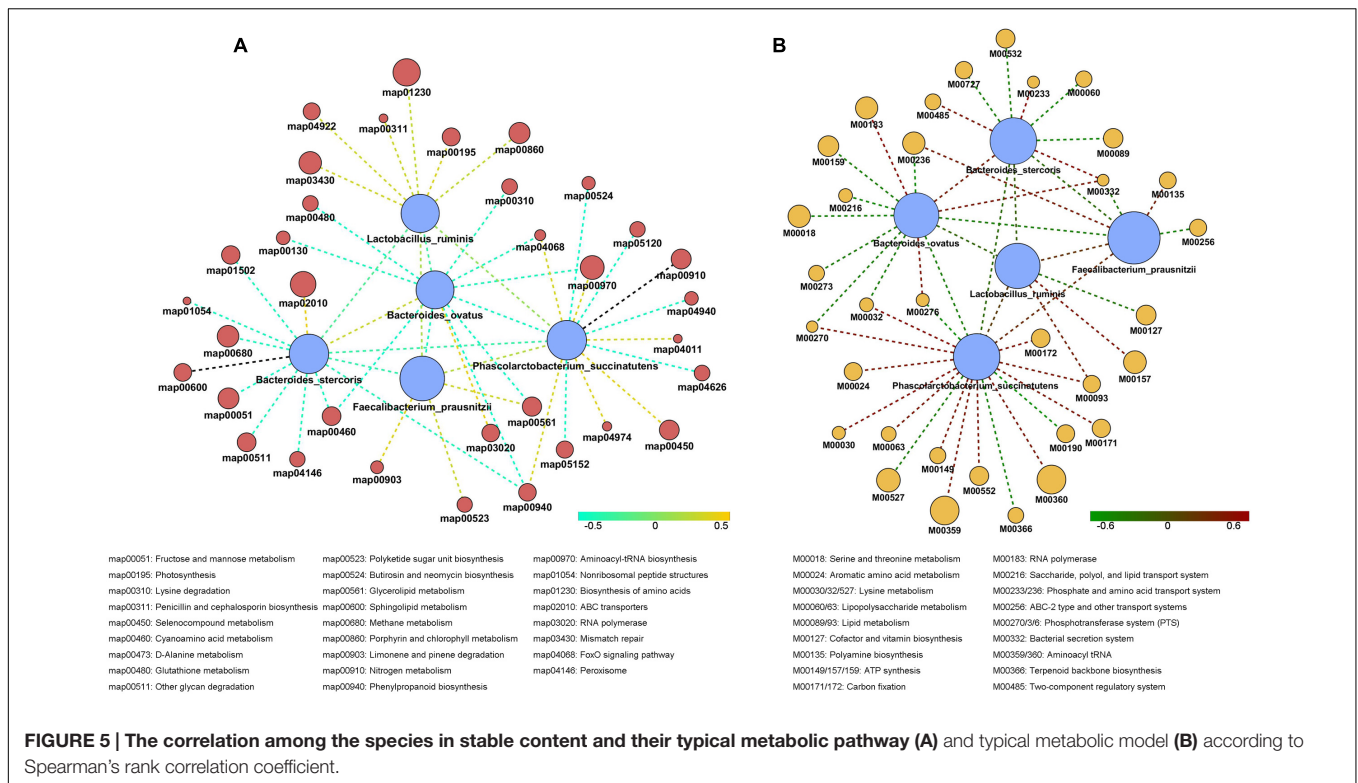 A
map01230
map04922
map00311
map00195
map00860
map03430
map00480
map00310
map00524
Lactobacillus_ruminis
map00130
map04068
map05120
map01502
map00970
map00910
map02010
map01054
Bacteroides_ovatus
map04940
map00680
map04011
Phascolarctobacterium_succinatutens
map00600
Bacteroides_stercoris
map04626
map00051
Faecalibacterium_prausnitzii
map00460
map00561
map04974
map00450
map00511
map03020
map04146
map05152
map00903
map00940
map00523
-0.5 0 0.5
B
M00532
M00727
M00233
M00060
M00485
M00183
M00159
M00236
M00089
Bacteroides_stercoris
M00332
M00135
M00216
M00018
Bacteroides_ovatus
M00256
Faecalibacterium_prausnitzii
M00273
Lactobacillus_ruminis
M00032
M00276
M00127
M00270
M00172
M00157
Phascolarctobacterium_succinatutens
M00024
M00093
M00030
M00063
M00190
M00171
M00149
M00527
M00552
M00360
M00359
M00366
-0.6 0 0.6
map00051: Fructose and mannose metabolism
map00195: Photosynthesis
map00310: Lysine degradation
map00311: Penicillin and cephalosporin biosynthesis
map00450: Selenocompound metabolism
map00460: Cyanoamino acid metabolism
map00473: D-Alanine metabolism
map00480: Glutathione metabolism
map00511: Other glycan degradation
map00523: Polyketide sugar unit biosynthesis
map00524: Butirosin and neomycin biosynthesis
map00561: Glycerolipid metabolism
map00600: Sphingolipid metabolism
map00680: Methane metabolism
map00860: Porphyrin and chlorophyll metabolism
map00903: Limonene and pinene degradation
map00910: Nitrogen metabolism
map00940: Phenylpropanoid biosynthesis
map00970: Aminoacyl-tRNA biosynthesis
map01054: Nonribosomal peptide structures
map01230: Biosynthesis of amino acids
map02010: ABC transporters
map03020: RNA polymerase
map03430: Mismatch repair
map04068: FoxO signaling pathway
map04146: Peroxisome
M00018: Serine and threonine metabolism
M00024: Aromatic amino acid metabolism
M00030/32/527: Lysine metabolism
M00060/63: Lipopolysaccharide metabolism
M00089/93: Lipid metabolism
M00127: Cofactor and vitamin biosynthesis
M00135: Polyamine biosynthesis
M00149/157/159: ATP synthesis
M00171/172: Carbon fixation
M00183: RNA polymerase
M00216: Saccharide, polyol, and lipid transport system
M00233/236: Phosphate and amino acid transport system
M00256: ABC-2 type and other transport systems
M00270/3/6: Phosphotransferase system (PTS)
M00332: Bacterial secretion system
M00359/360: Aminoacyl tRNA
M00366: Terpenoid backbone biosynthesis
M00485: Two-component regulatory system
FIGURE 5 | The correlation among the species in stable content and their typical metabolic pathway (A) and typical metabolic model (B) according to
Spearman's rank correlation coefficient.